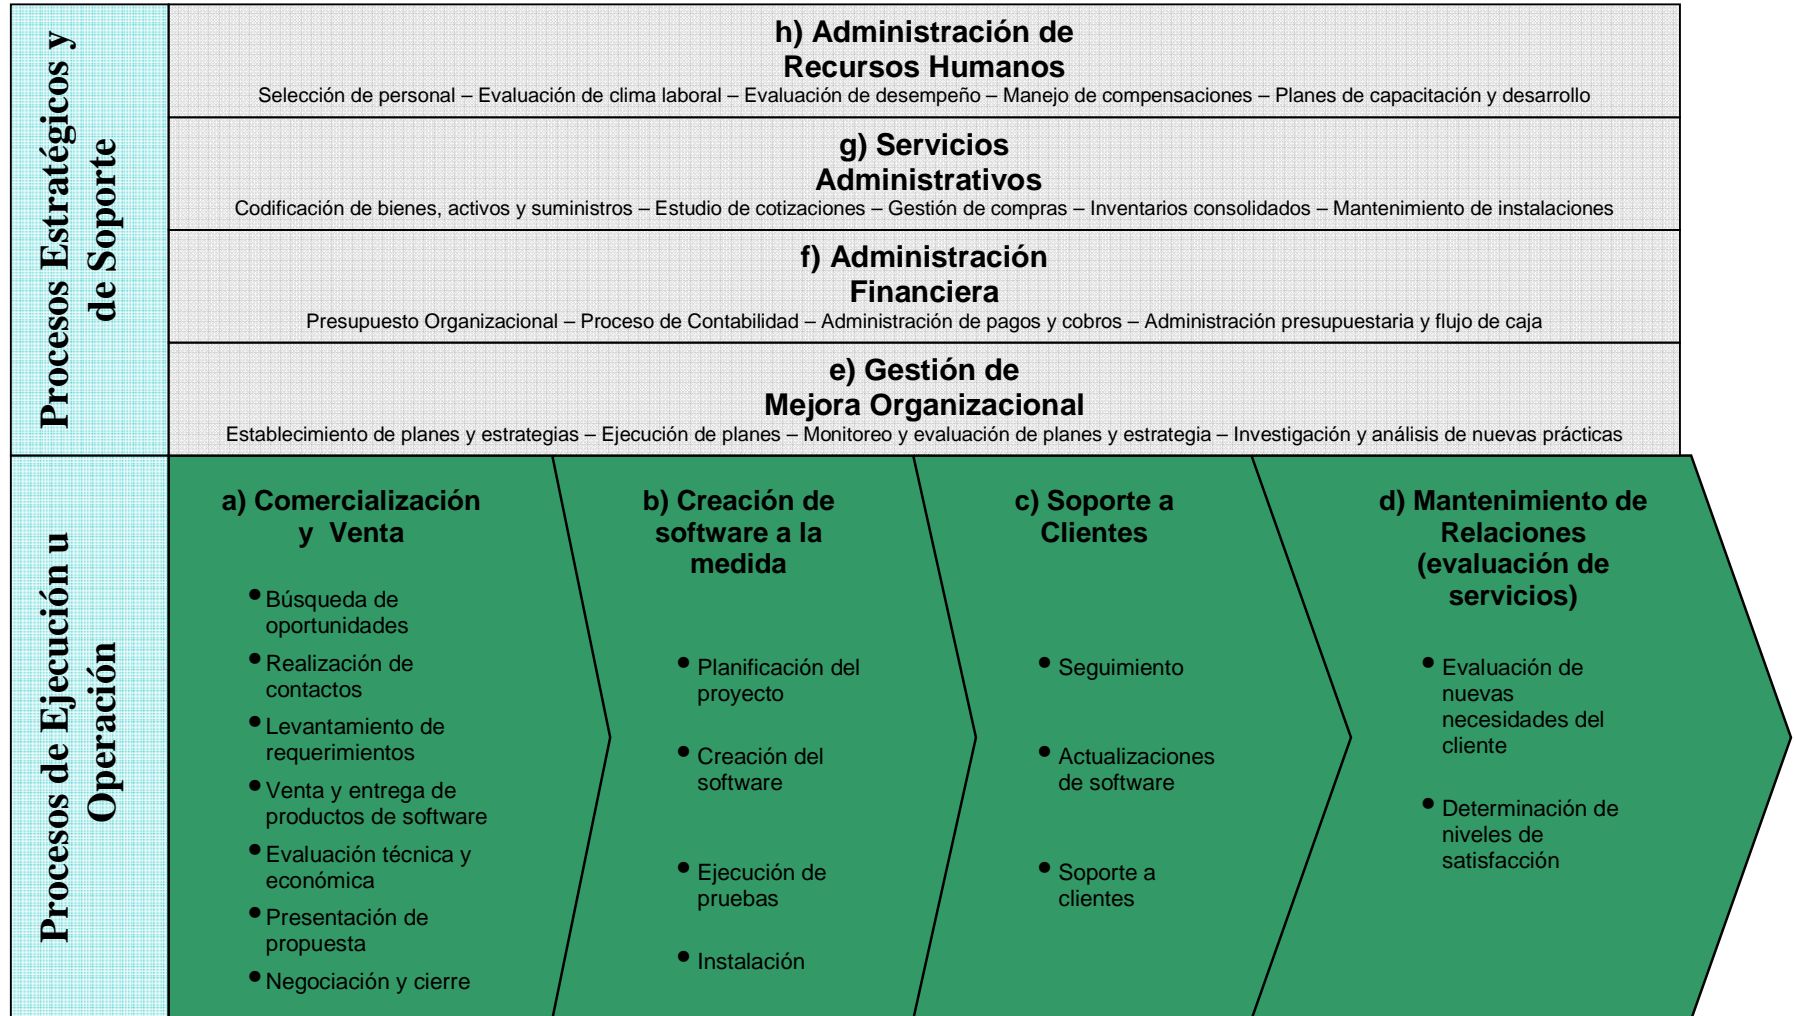 Procesos Estratégicos y
de Soporte
h) Administración de
Recursos Humanos
Selección de personal – Evaluación de clima laboral – Evaluación de desempeño – Manejo de compensaciones – Planes de capacitación y desarrollo
g) Servicios
Administrativos
Codificación de bienes, activos y suministros – Estudio de cotizaciones – Gestión de compras – Inventarios consolidados – Mantenimiento de instalaciones
f) Administración
Financiera
Presupuesto Organizacional – Proceso de Contabilidad – Administración de pagos y cobros – Administración presupuestaria y flujo de caja
e) Gestión de
Mejora Organizacional
Establecimiento de planes y estrategias – Ejecución de planes – Monitoreo y evaluación de planes y estrategia – Investigación y análisis de nuevas prácticas
Procesos de Ejecución u
Operación
a) Comercialización
y Venta
• Búsqueda de
oportunidades
• Realización de
contactos
• Levantamiento de
requerimientos
• Venta y entrega de
productos de software
• Evaluación técnica y
económica
• Presentación de
propuesta
• Negociación y cierre
b) Creación de
software a la
medida
• Planificación del
proyecto
• Creación del
software
• Ejecución de
pruebas
• Instalación
c) Soporte a
Clientes
• Seguimiento
• Actualizaciones
de software
• Soporte a
clientes
d) Mantenimiento de
Relaciones
(evaluación de
servicios)
• Evaluación de
nuevas
necesidades del
cliente
• Determinación de
niveles de
satisfacción